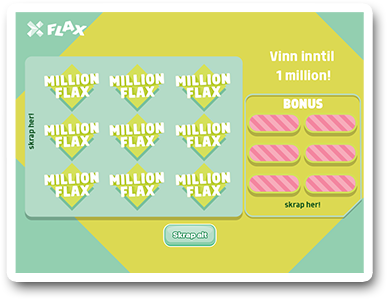 FLAX
Vinn inntil
1 million!
skrap her!
MILLION FLAX
MILLION FLAX
MILLION FLAX
MILLION FLAX
MILLION FLAX
MILLION FLAX
MILLION FLAX
MILLION FLAX
MILLION FLAX
BONUS
skrap her!
Skrap alt